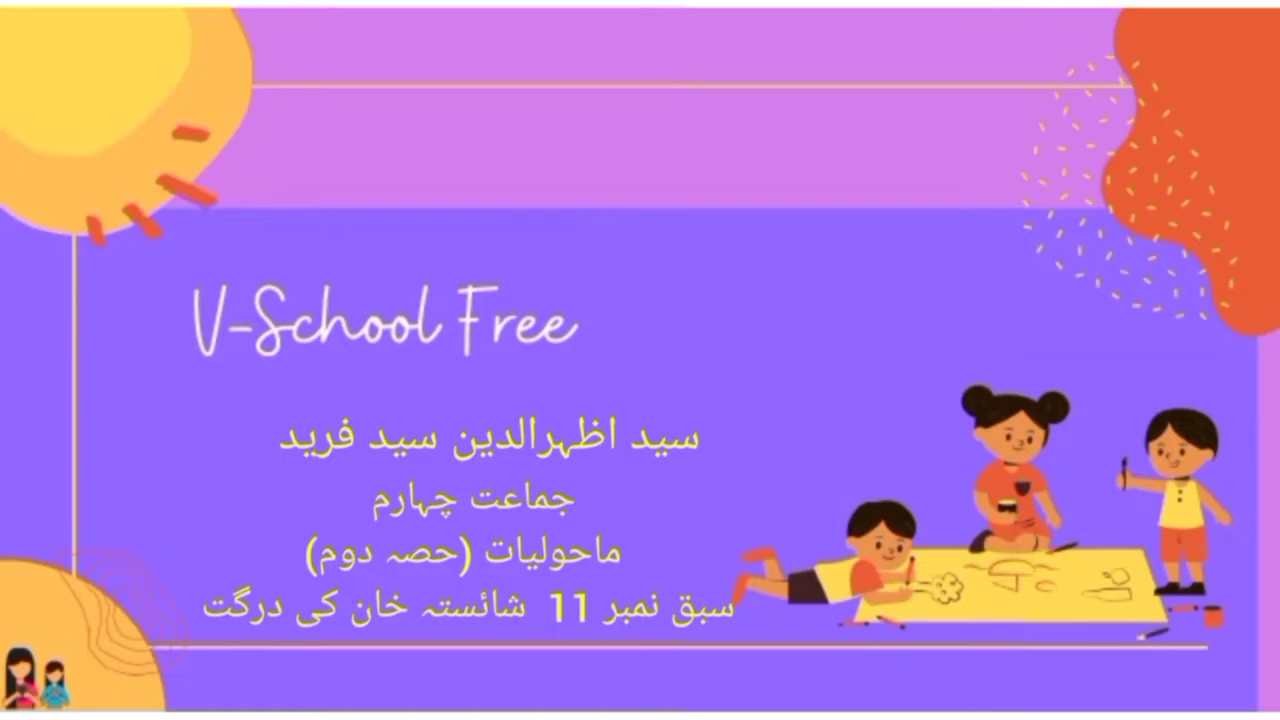 V-School Free
سید اظہرالدین سید فرید
جماعت چہارم
ماحولیات (حصہ دوم)
سبق نمبر 11 شائستہ خان کی درگت